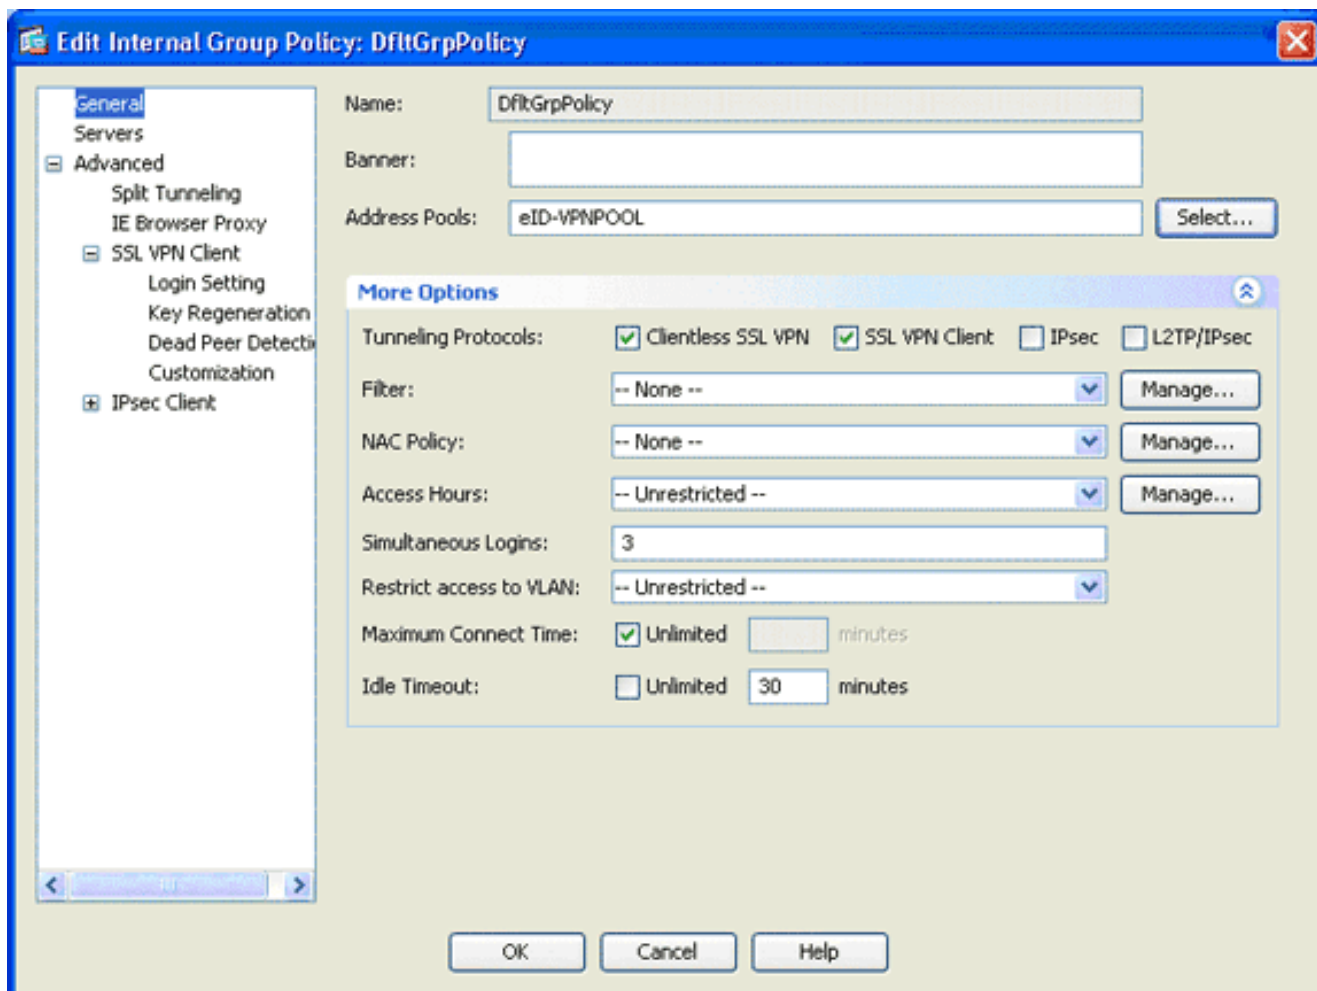 Edit Internal Group Policy: DfltGrpPolicy
General
Servers
Advanced
Split Tunneling
IE Browser Proxy
SSL VPN Client
Login Setting
Key Regeneration
Dead Peer Detecti
Customization
IPsec Client
Name: DfltGrpPolicy
Banner:
Address Pools: eID-VPNPOOL Select...
More Options
Tunneling Protocols: Clientless SSL VPN SSL VPN Client IPsec L2TP/IPsec
Filter: -- None -- Manage...
NAC Policy: -- None -- Manage...
Access Hours: -- Unrestricted -- Manage...
Simultaneous Logins: 3
Restrict access to VLAN: -- Unrestricted --
Maximum Connect Time: Unlimited minutes
Idle Timeout: Unlimited 30 minutes
OK Cancel Help